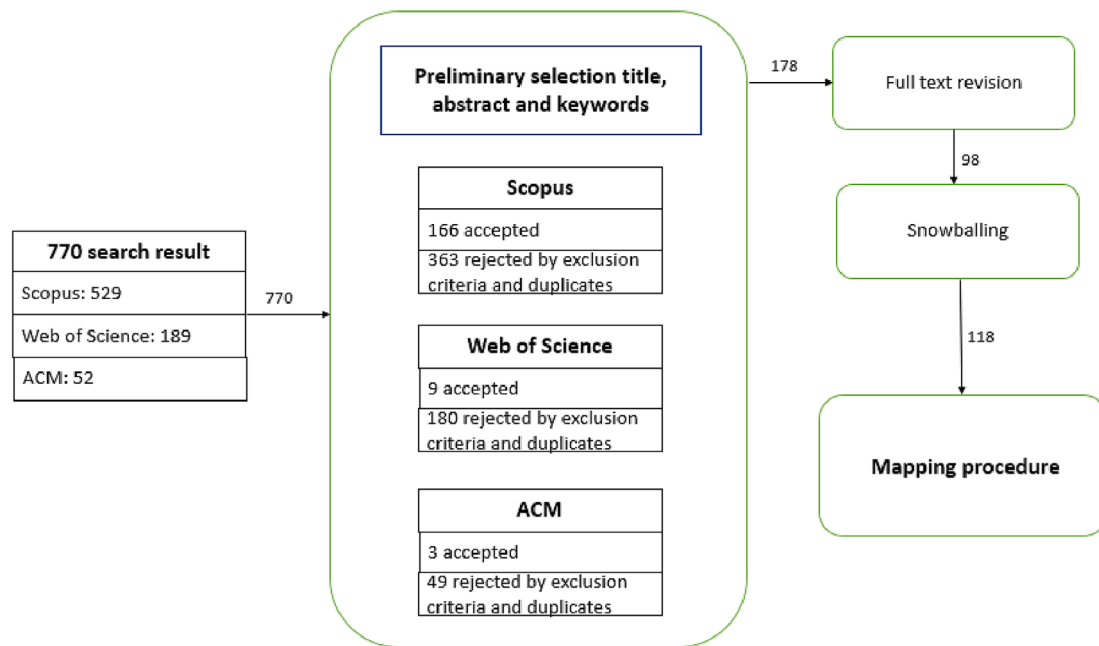 770 search result
Scopus: 529
Web of Science: 189
ACM: 52
770
Preliminary selection title,
abstract and keywords
Scopus
166 accepted
363 rejected by exclusion
criteria and duplicates
Web of Science
9 accepted
180 rejected by exclusion
criteria and duplicates
ACM
3 accepted
49 rejected by exclusion
criteria and duplicates
178
Full text revision
98
Snowballing
118
Mapping procedure